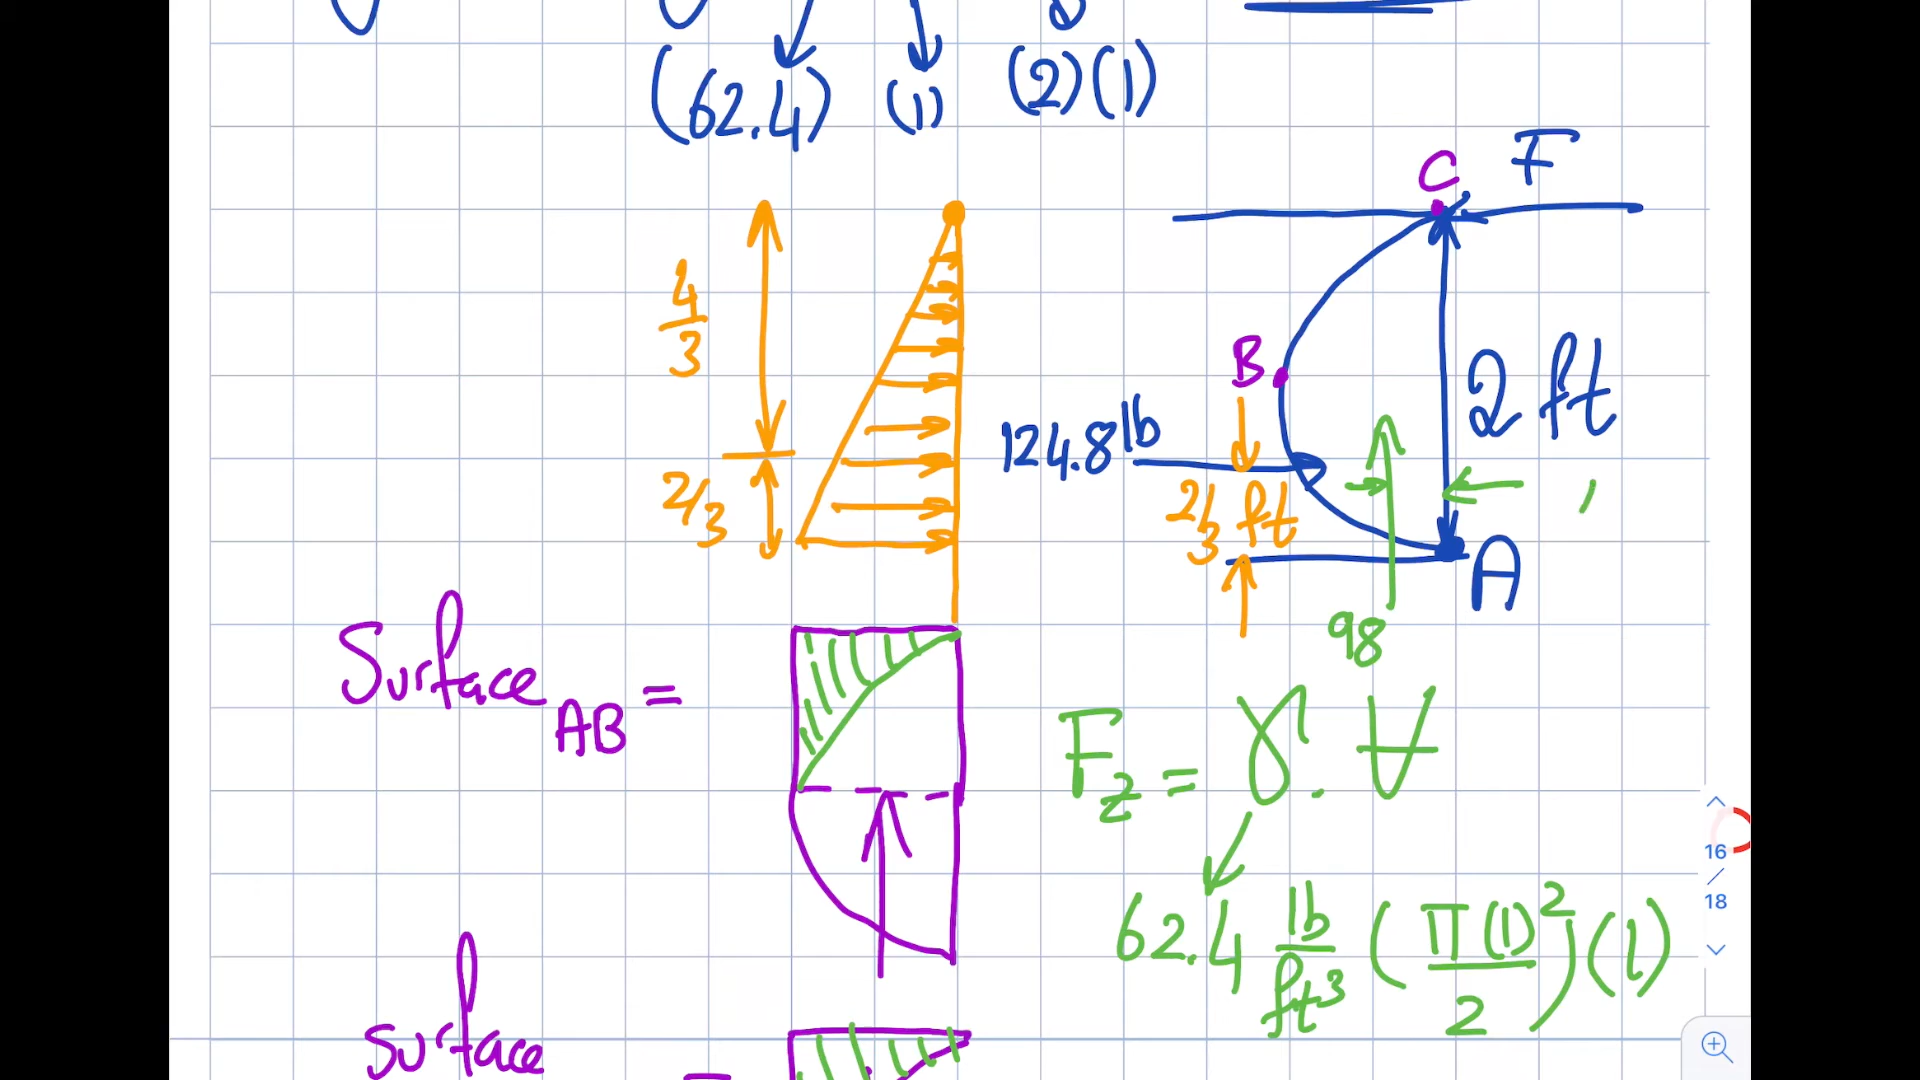 (62.4) (1) (2)(1)
C F
4/3
B
2 ft
124.8 lb
2/3
2/3 ft
A
98
Surface AB =
Fz = γ. V
62.4 lb/ft³ (π(1)²/2)(1)
16
/
18
Surface =